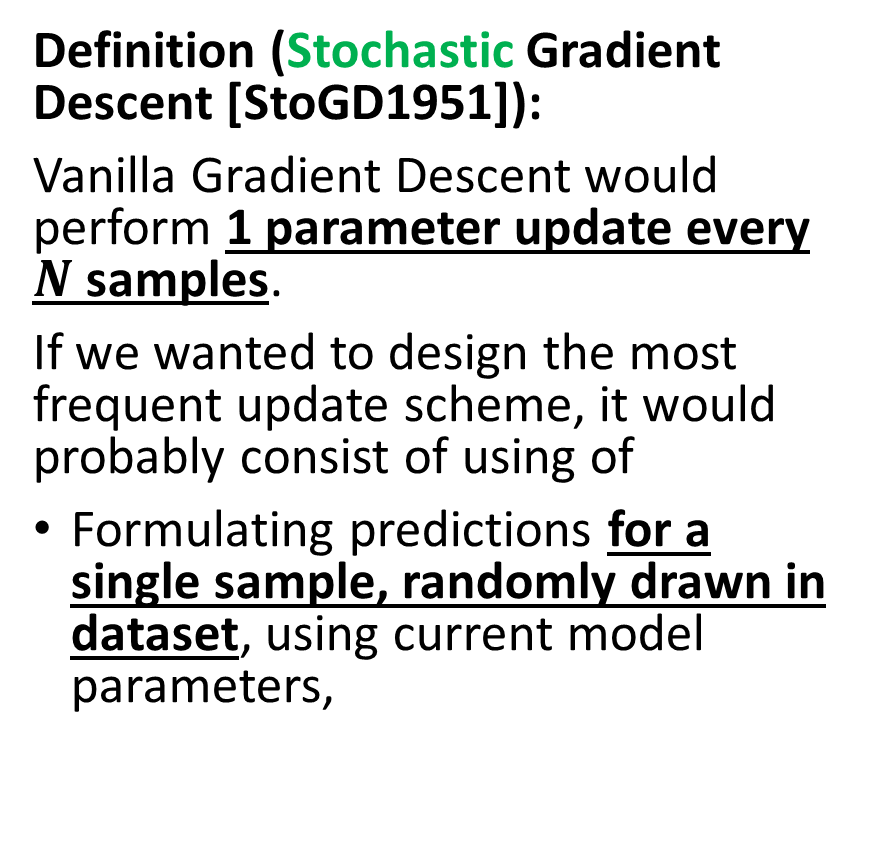 Definition (Stochastic Gradient
Descent [StoGD1951]):
Vanilla Gradient Descent would
perform 1 parameter update every
N samples.
If we wanted to design the most
frequent update scheme, it would
probably consist of using of
• Formulating predictions for a
single sample, randomly drawn in
dataset, using current model
parameters,